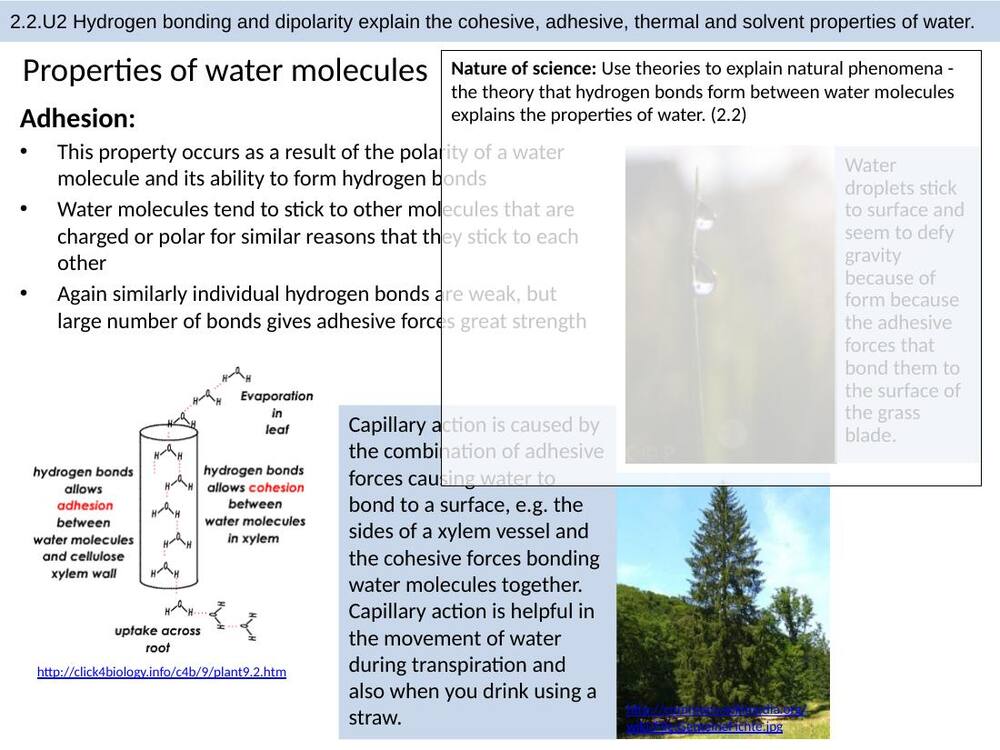 2.2.U2 Hydrogen bonding and dipolarity explain the cohesive, adhesive, thermal and solvent properties of water.
Properties of water molecules
Nature of science: Use theories to explain natural phenomena -
the theory that hydrogen bonds form between water molecules
explains the properties of water. (2.2)
Adhesion:
• This property occurs as a result of the polarity of a water
molecule and its ability to form hydrogen bonds
• Water molecules tend to stick to other molecules that are
charged or polar for similar reasons that they stick to each
other
• Again similarly individual hydrogen bonds are weak, but
large number of bonds gives adhesive forces great strength
Water
droplets stick
to surface and
seem to defy
gravity
because of
form because
the adhesive
forces that
bond them to
the surface of
the grass
blade.
Evaporation
in
leaf
hydrogen bonds
allows
adhesion
between
water molecules
and cellulose
xylem wall
hydrogen bonds
allows cohesion
between
water molecules
in xylem
uptake across
root
H O H
H O H
H O H
H O H
H O H
H O H
H O H
H O H
H O H
H O H
H O H
http://click4biology.info/c4b/9/plant9.2.htm
Capillary action is caused by
the combination of adhesive
forces causing water to
bond to a surface, e.g. the
sides of a xylem vessel and
the cohesive forces bonding
water molecules together.
Capillary action is helpful in
the movement of water
during transpiration and
also when you drink using a
straw.